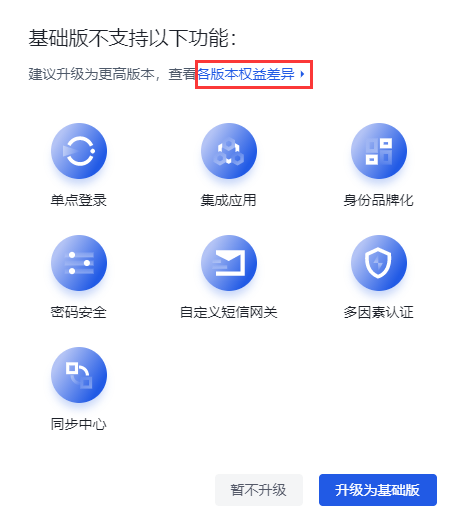 基础版不支持以下功能：
建议升级为更高版本，查看各版本权益差异
单点登录
集成应用
身份品牌化
密码安全
自定义短信网关
多因素认证
同步中心
暂不升级
升级为基础版